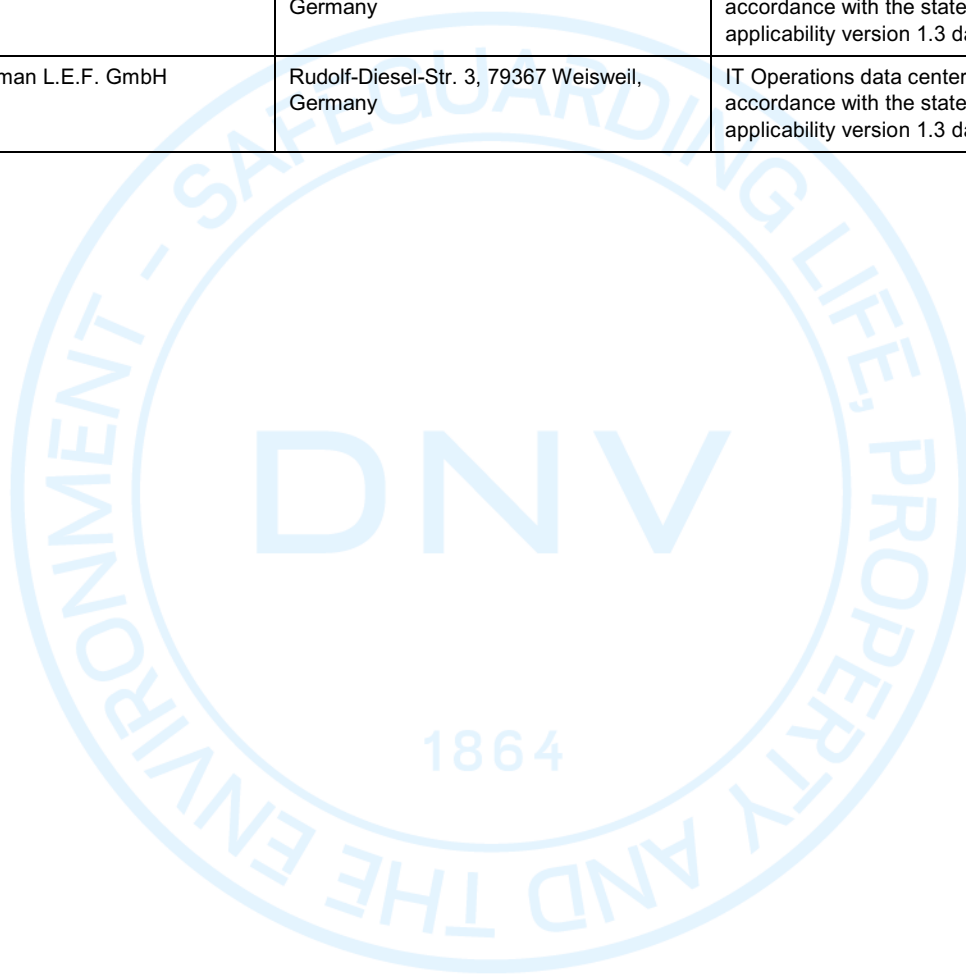 Germany
accordance with the state
applicability version 1.3
man L.E.F. GmbH
Rudolf-Diesel-Str. 3, 79367 Weisweil,
Germany
IT Operations data center
accordance with the state
applicability version 1.3
SAFEGUARDING LIFE, PROPERTY AND THE ENVIRONMENT -
DNV
1864